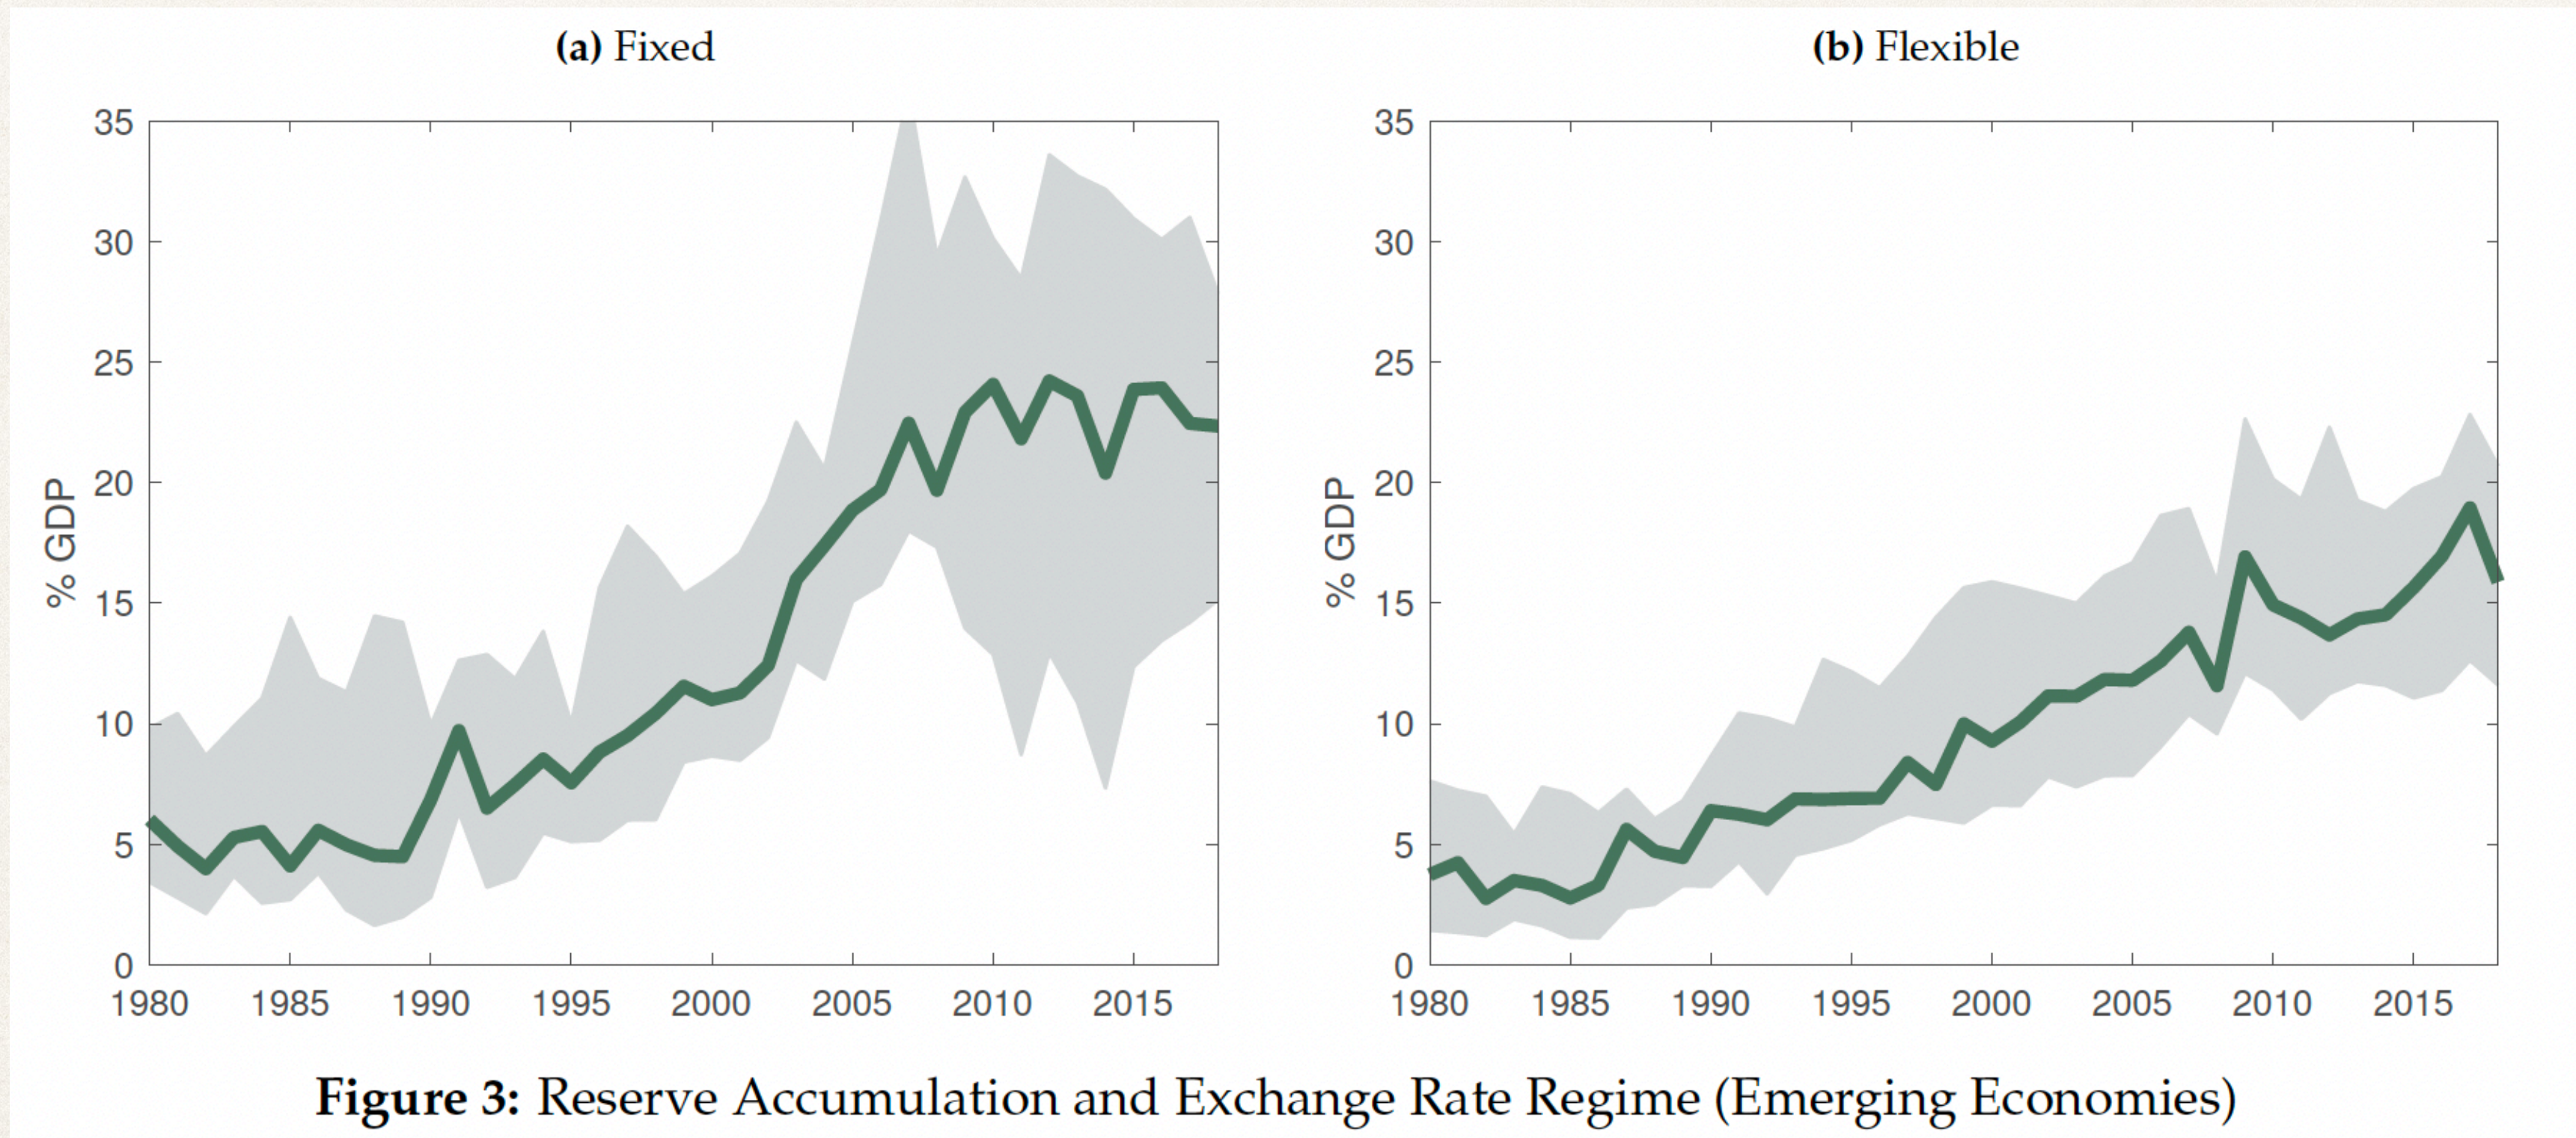 (a) Fixed
35
30
25
20
15
10
5
0
% GDP
1980 1985 1990 1995 2000 2005 2010 2015
(b) Flexible
35
30
25
20
15
10
5
0
% GDP
1980 1985 1990 1995 2000 2005 2010 2015
Figure 3: Reserve Accumulation and Exchange Rate Regime (Emerging Economies)